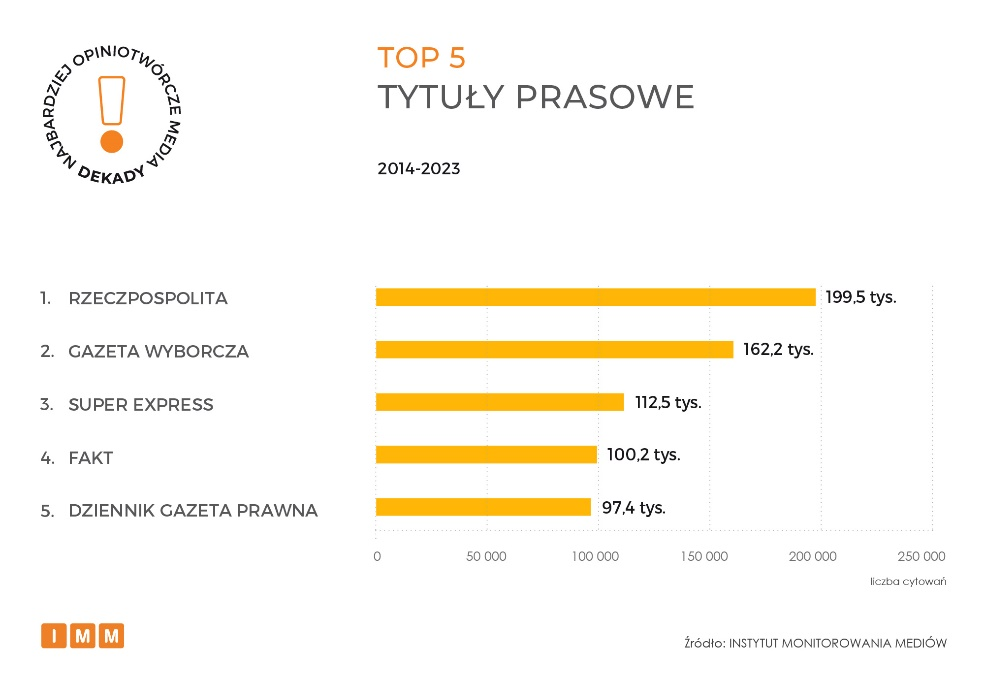 NAJBARDZIEJ OPINIOTWÓRCZE MEDIA DEKADY
TOP 5
TYTUŁY PRASOWE
2014-2023
1. RZECZPOSPOLITA 199,5 tys.
2. GAZETA WYBORCZA 162,2 tys.
3. SUPER EXPRESS 112,5 tys.
4. FAKT 100,2 tys.
5. DZIENNIK GAZETA PRAWNA 97,4 tys.
0 50 000 100 000 150 000 200 000 250 000
liczba cytowań
IMM
Źródło: INSTYTUT MONITOROWANIA MEDIÓW